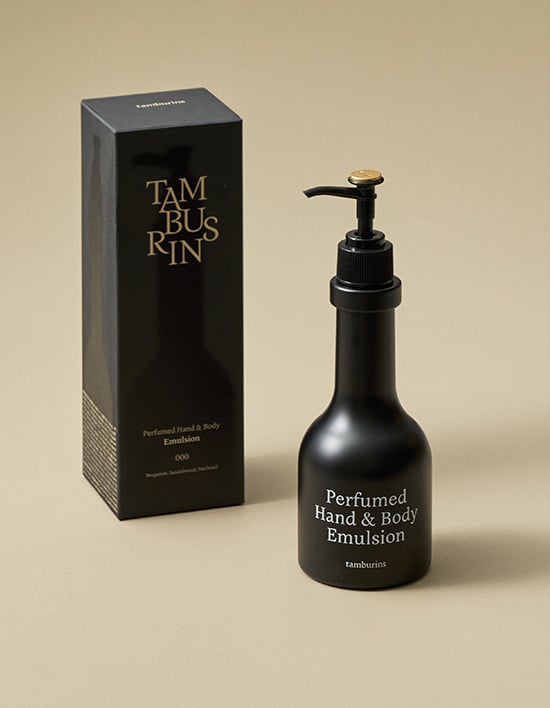 tamburins
TAM
BUS
RIN
Perfumed Hand & Body
Emulsion
000
Bergamot, Sandalwood, Patchouli
Perfumed
Hand & Body
Emulsion
tamburins